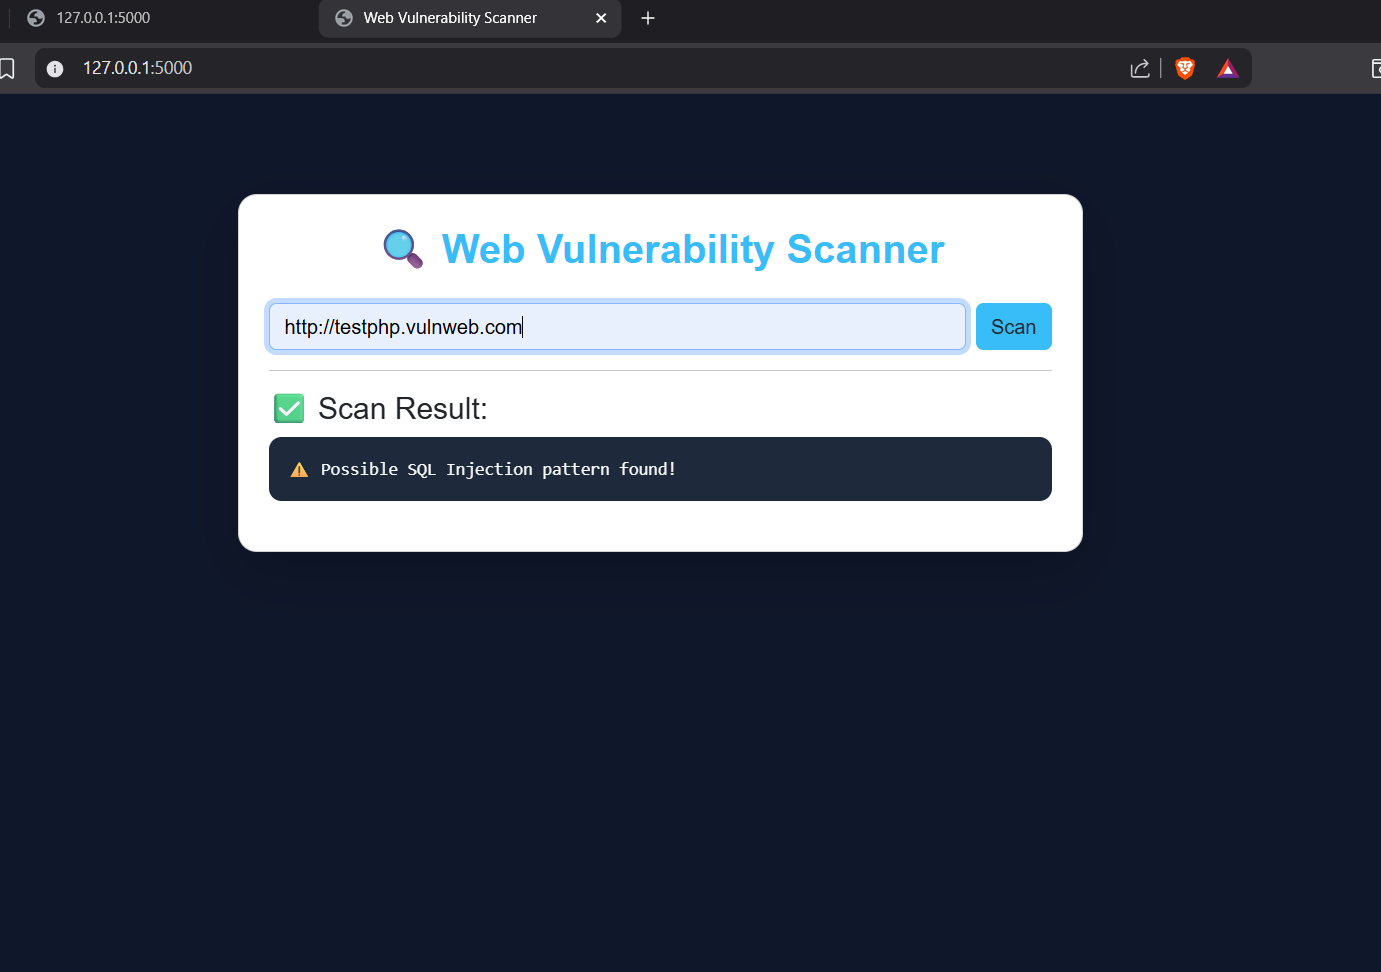 127.0.0.1:5000
Web Vulnerability Scanner
127.0.0.1:5000
Web Vulnerability Scanner
http://testphp.vulnweb.com
Scan
Scan Result:
Possible SQL Injection pattern found!